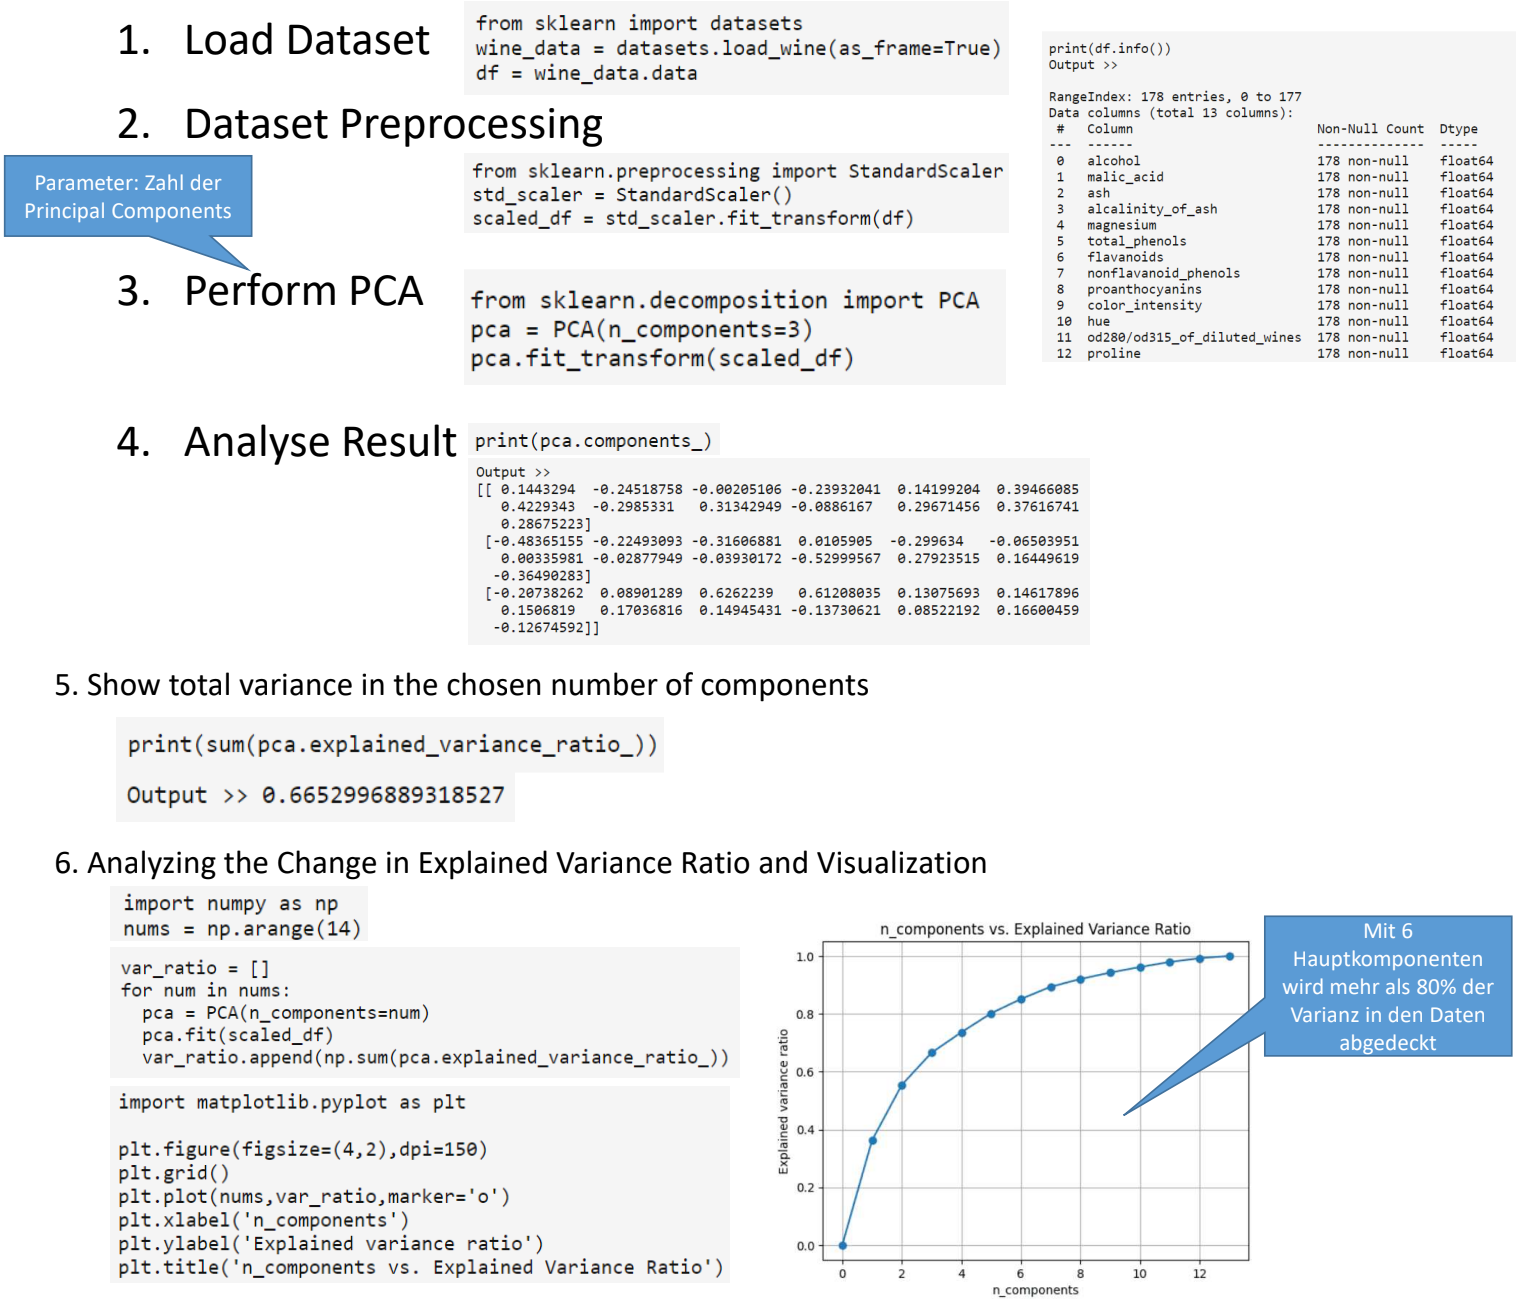 1. Load Dataset
from sklearn import datasets
wine_data = datasets.load_wine(as_frame=True)
df = wine_data.data
print(df.info())
Output >>
RangeIndex: 178 entries, 0 to 177
Data columns (total 13 columns):
#   Column   Non-Null Count   Dtype
---   ------   --------------   -----
0   alcohol   178 non-null   float64
1   malic_acid   178 non-null   float64
2   ash   178 non-null   float64
3   alcalinity_of_ash   178 non-null   float64
4   magnesium   178 non-null   float64
5   total_phenols   178 non-null   float64
6   flavanoids   178 non-null   float64
7   nonflavanoid_phenols   178 non-null   float64
8   proanthocyanins   178 non-null   float64
9   color_intensity   178 non-null   float64
10   hue   178 non-null   float64
11   od280/od315_of_diluted_wines   178 non-null   float64
12   proline   178 non-null   float64
2. Dataset Preprocessing
from sklearn.preprocessing import StandardScaler
std_scaler = StandardScaler()
scaled_df = std_scaler.fit_transform(df)
Parameter: Zahl der
Principal Components
3. Perform PCA
from sklearn.decomposition import PCA
pca = PCA(n_components=3)
pca.fit_transform(scaled_df)
4. Analyse Result
print(pca.components_)
Output >>
[[ 0.1443294  -0.24518758 -0.00205106 -0.23932041  0.14199204  0.39466085
0.4229343  -0.2985331   0.31342949 -0.0886167   0.29671456  0.37616741
0.28675223]
[-0.48365155 -0.22493093 -0.31606881  0.0105905  -0.299634   -0.06503951
0.00335981 -0.02877949 -0.03930172 -0.52999567  0.27923515  0.16449619
-0.36490283]
[-0.20738262  0.08901289  0.6262239   0.61208035  0.13075693  0.14617896
0.1506819   0.17036816  0.14945431 -0.13730621  0.08522192  0.16600459
-0.12674592]]
5. Show total variance in the chosen number of components
print(sum(pca.explained_variance_ratio_))
Output >> 0.6652996889318527
6. Analyzing the Change in Explained Variance Ratio and Visualization
import numpy as np
nums = np.arange(14)
var_ratio = []
for num in nums:
  pca = PCA(n_components=num)
  pca.fit(scaled_df)
  var_ratio.append(np.sum(pca.explained_variance_ratio_))
import matplotlib.pyplot as plt
plt.figure(figsize=(4,2),dpi=150)
plt.grid()
plt.plot(nums,var_ratio,marker='o')
plt.xlabel('n_components')
plt.ylabel('Explained variance ratio')
plt.title('n_components vs. Explained Variance Ratio')
n_components vs. Explained Variance Ratio
1.0
0.8
0.6
0.4
0.2
0.0
Explained variance ratio
0 2 4 6 8 10 12
n_components
Mit 6
Hauptkomponenten
wird mehr als 80% der
Varianz in den Daten
abgedeckt